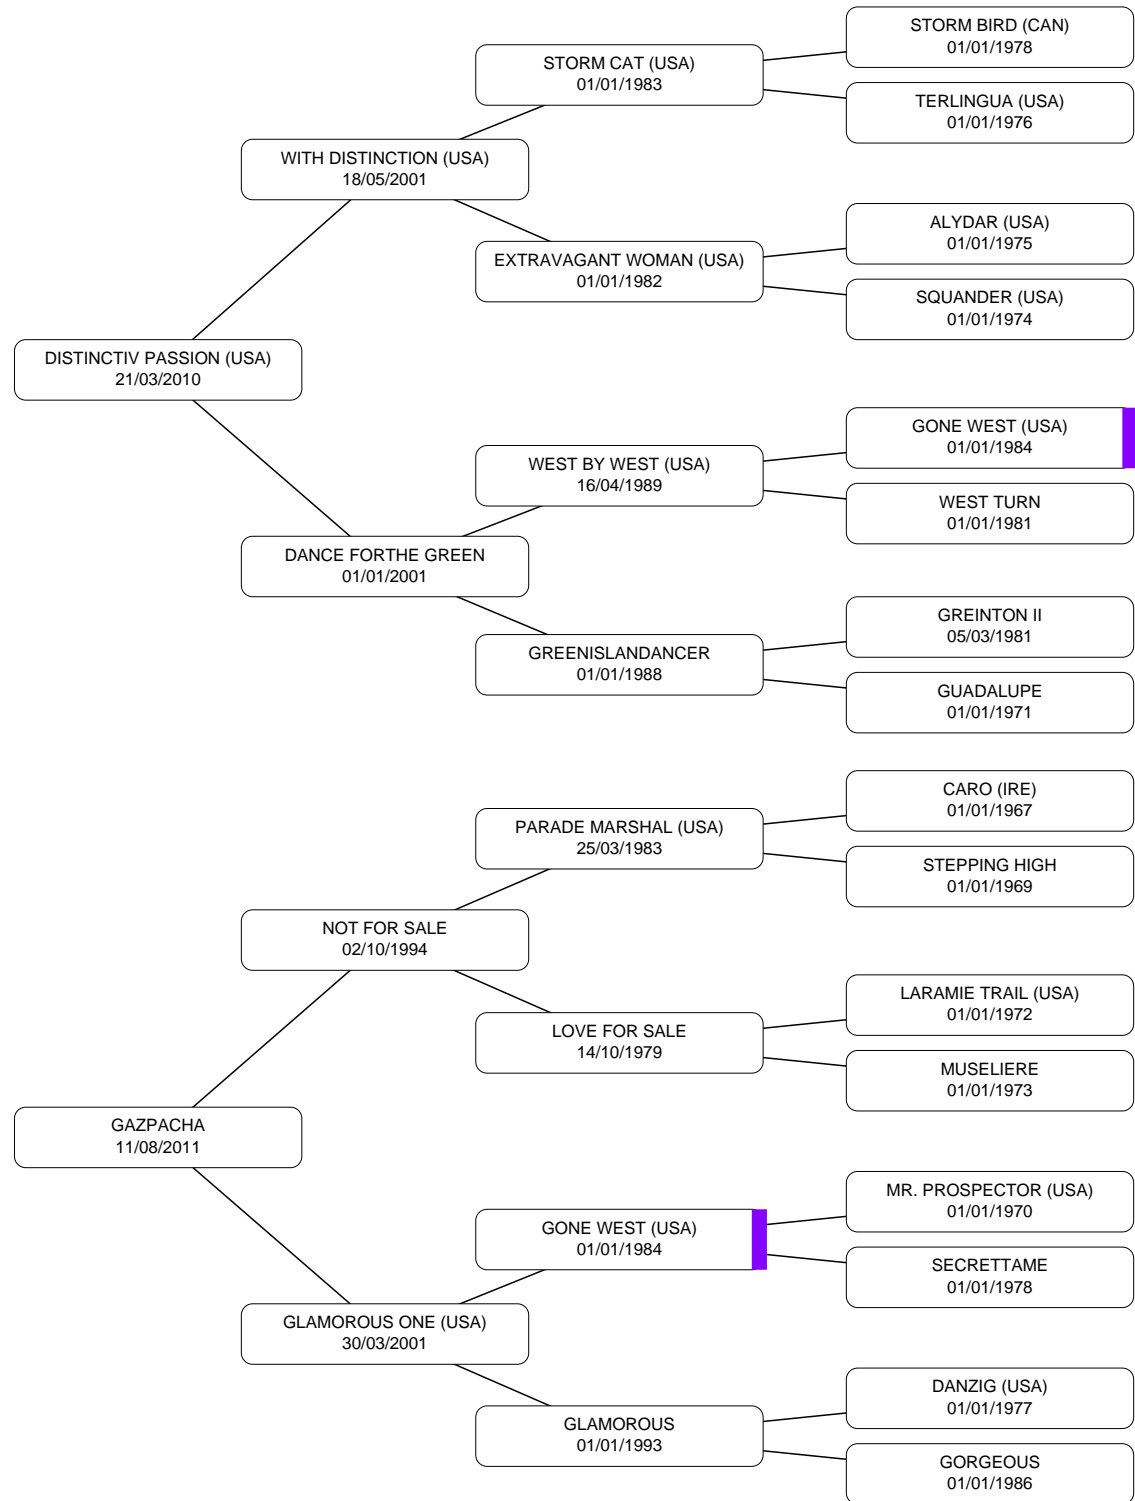 STORM BIRD (CAN)
01/01/1978
STORM CAT (USA)
01/01/1983
TERLINGUA (USA)
01/01/1976
WITH DISTINCTION (USA)
18/05/2001
ALYDAR (USA)
01/01/1975
EXTRAVAGANT WOMAN (USA)
01/01/1982
SQUANDER (USA)
01/01/1974
DISTINCTIV PASSION (USA)
21/03/2010
GONE WEST (USA)
01/01/1984
WEST BY WEST (USA)
16/04/1989
WEST TURN
01/01/1981
DANCE FORTHE GREEN
01/01/2001
GREINTON II
05/03/1981
GREENISLANDANCER
01/01/1988
GUADALUPE
01/01/1971
CARO (IRE)
01/01/1967
PARADE MARSHAL (USA)
25/03/1983
STEPPING HIGH
01/01/1969
NOT FOR SALE
02/10/1994
LARAMIE TRAIL (USA)
01/01/1972
LOVE FOR SALE
14/10/1979
MUSELIERE
01/01/1973
GAZPACHA
11/08/2011
MR. PROSPECTOR (USA)
01/01/1970
GONE WEST (USA)
01/01/1984
SECRETTAME
01/01/1978
GLAMOROUS ONE (USA)
30/03/2001
DANZIG (USA)
01/01/1977
GLAMOROUS
01/01/1993
GORGEOUS
01/01/1986